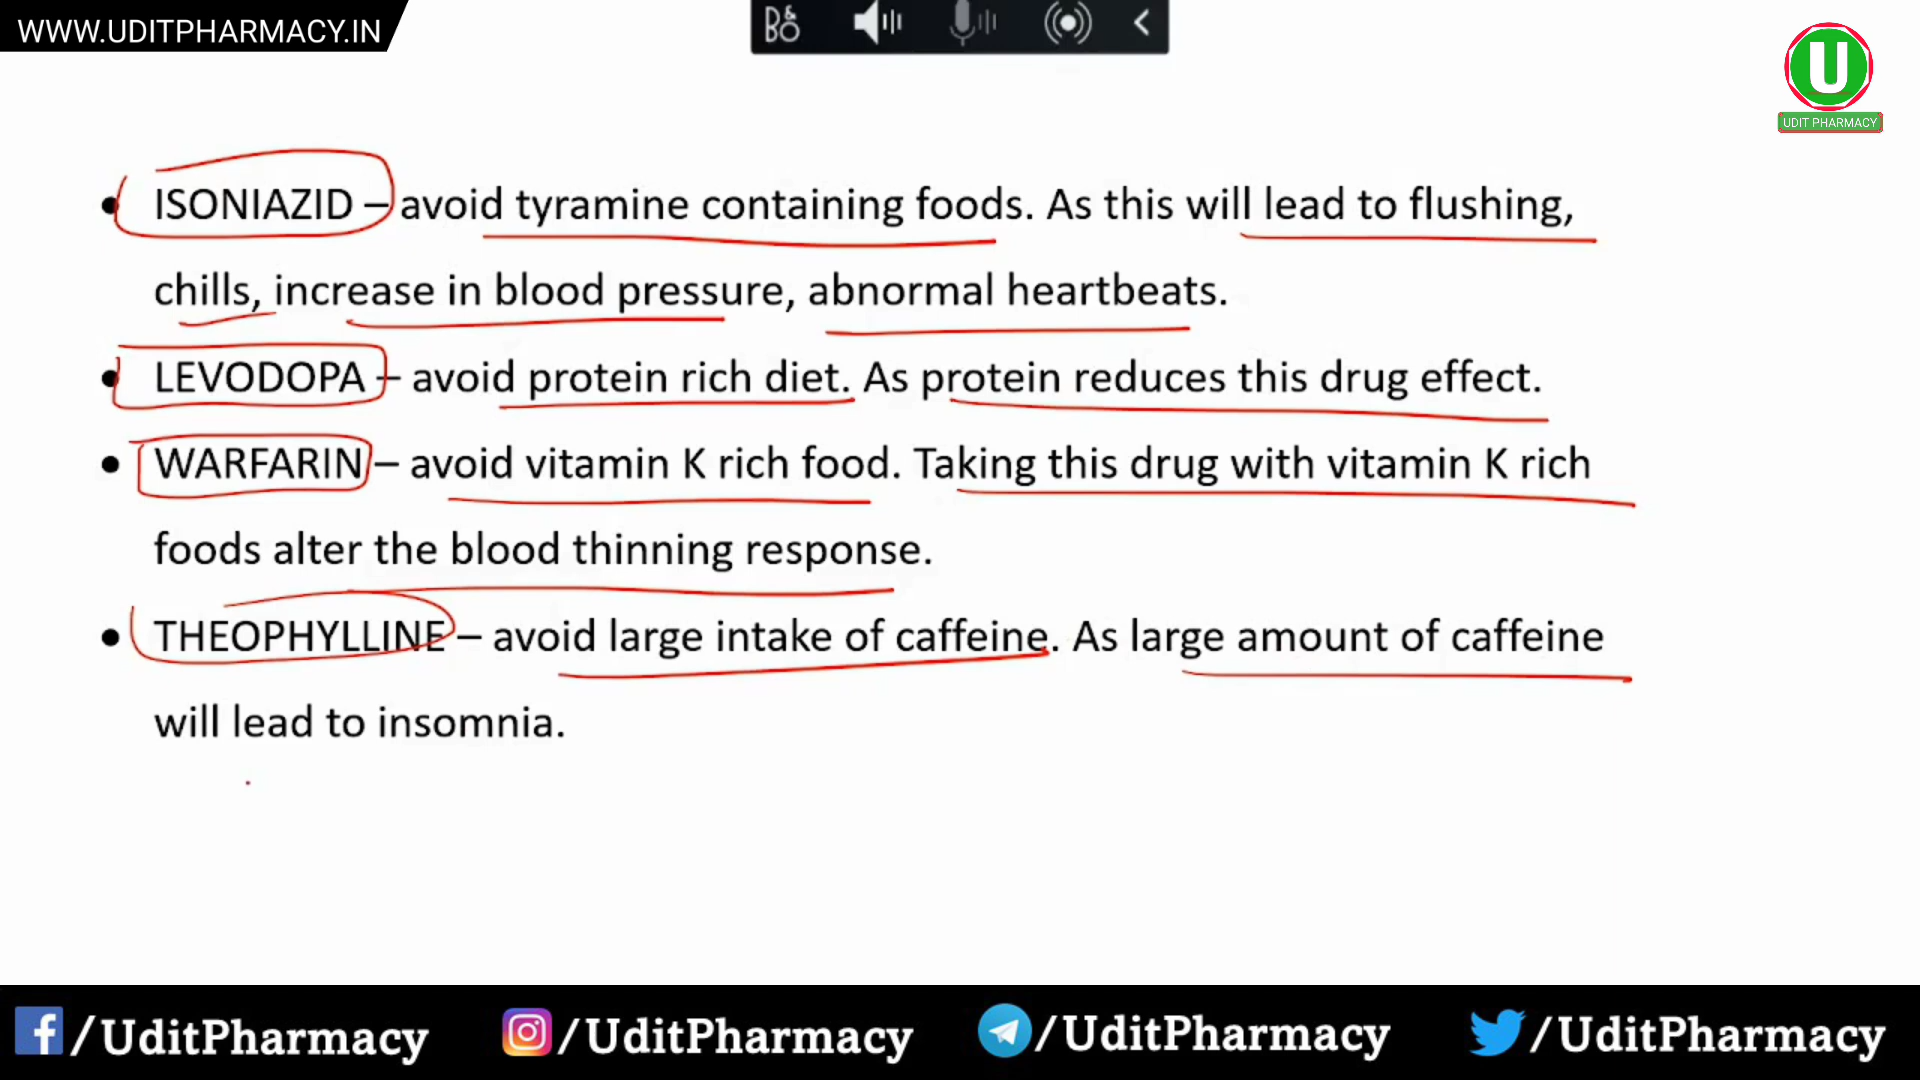 WWW.UDITPHARMACY.IN
B&O
U
UDIT PHARMACY
• ISONIAZID – avoid tyramine containing foods. As this will lead to flushing,
chills, increase in blood pressure, abnormal heartbeats.
• LEVODOPA – avoid protein rich diet. As protein reduces this drug effect.
• WARFARIN – avoid vitamin K rich food. Taking this drug with vitamin K rich
foods alter the blood thinning response.
• THEOPHYLLINE – avoid large intake of caffeine. As large amount of caffeine
will lead to insomnia.
/UditPharmacy /UditPharmacy /UditPharmacy /UditPharmacy